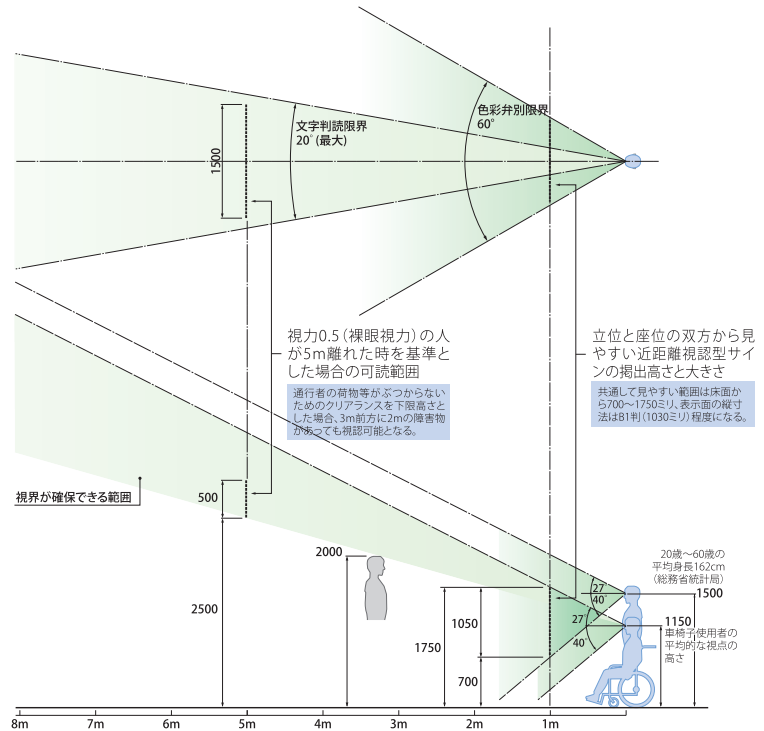 色彩弁別限界
60°
文字判読限界
20°(最大)
1500
視力0.5（裸眼視力）の人
が5m離れた時を基準と
した場合の可読範囲
通行者の荷物等がぶつからない
ためのクリアランスを下限高さと
した場合、3m前方に2mの障害物
があっても視認可能となる。
立位と座位の双方から見
やすい近距離視認型サイ
ンの掲出高さと大きさ
共通して見やすい範囲は床面か
ら700～1750ミリ、表示面の縦寸
法はB1判（1030ミリ）程度になる。
視界が確保できる範囲
500
2500
2000
1750
1050
700
27°
40°
27°
40°
20歳～60歳の
平均身長162cm
（総務省統計局）
1500
1150
車椅子使用者の
平均的な視点の
高さ
8m 7m 6m 5m 4m 3m 2m 1m